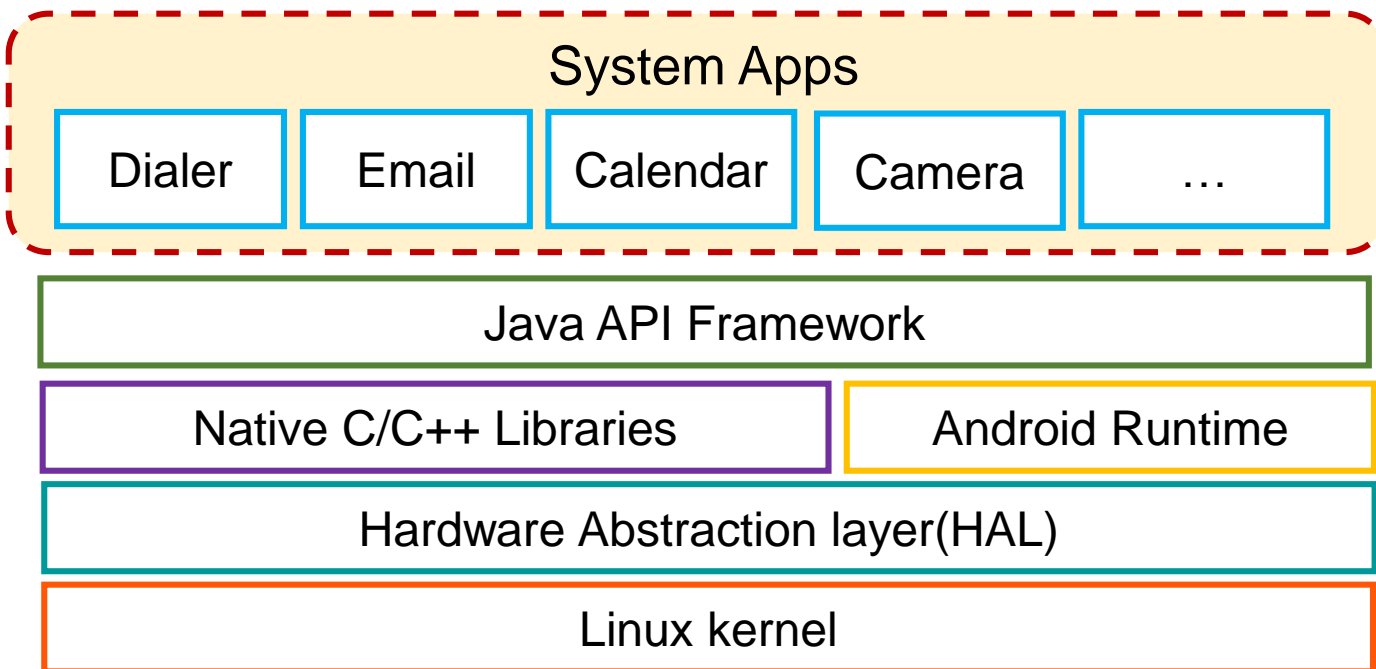 System Apps
Dialer Email Calendar Camera …
Java API Framework
Native C/C++ Libraries Android Runtime
Hardware Abstraction layer(HAL)
Linux kernel